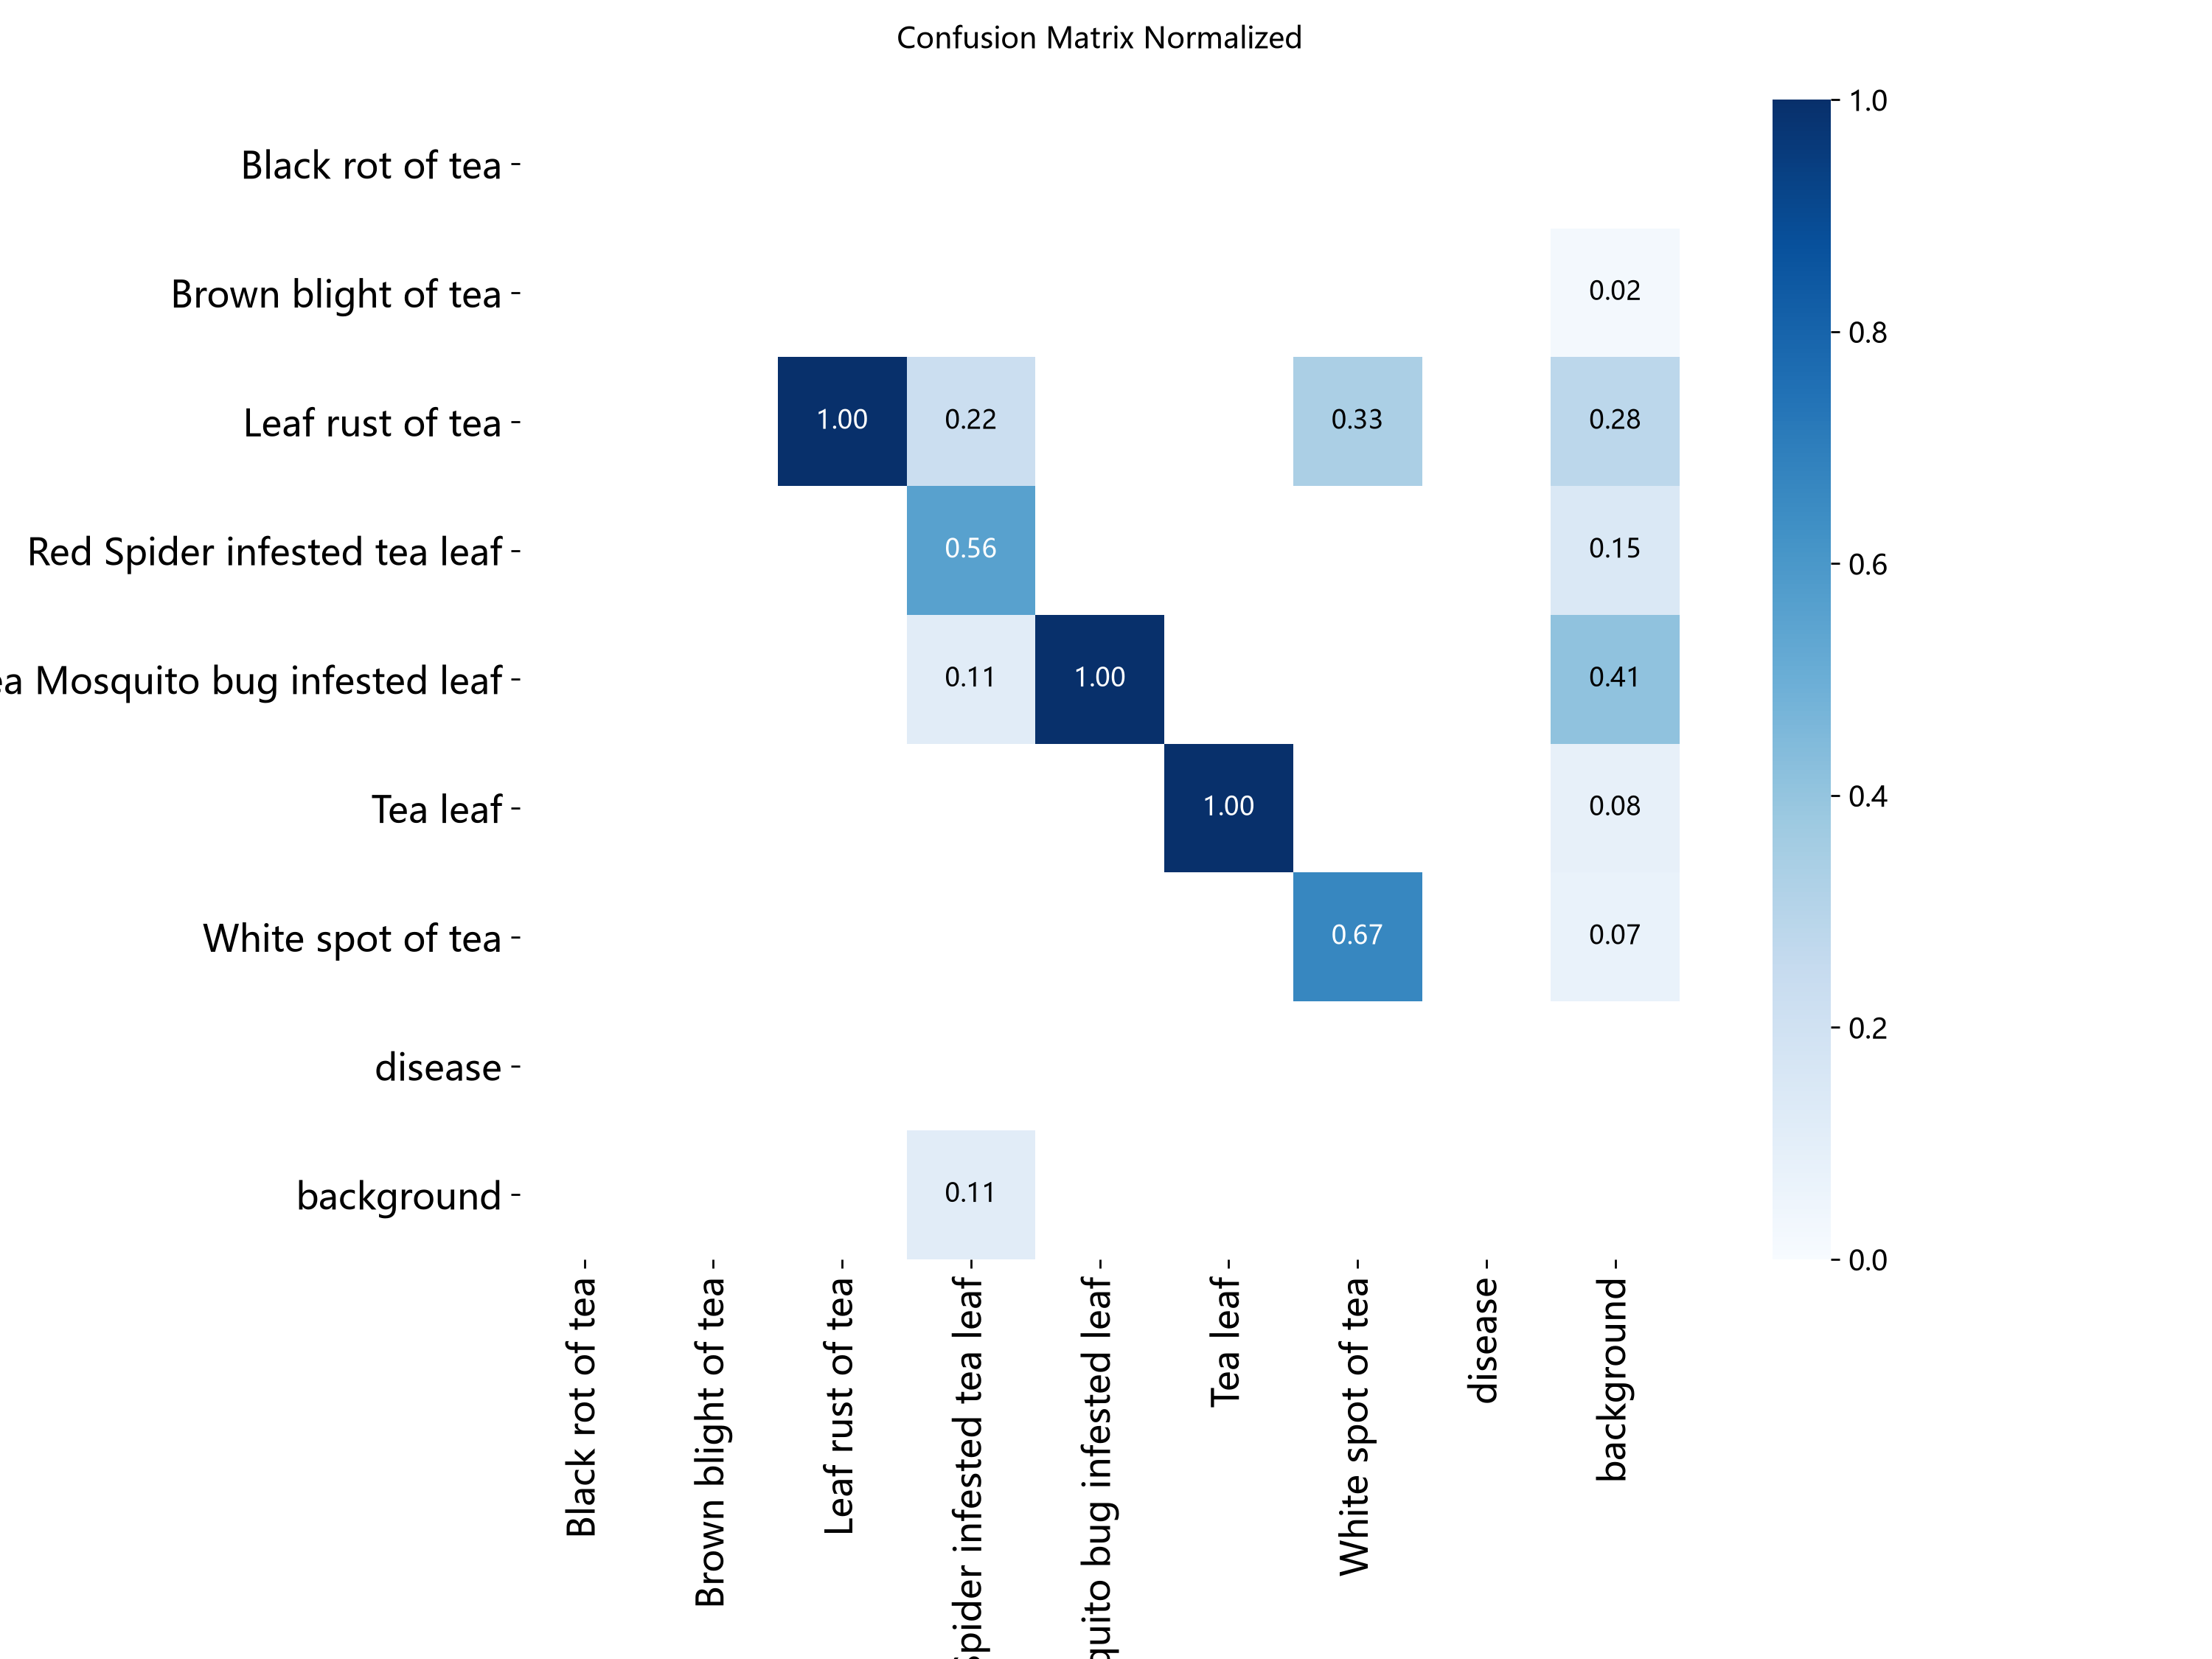 Confusion Matrix Normalized
1.0
Black rot of tea
Brown blight of tea
0.02
0.8
Leaf rust of tea
1.00 0.22 0.33 0.28
Red Spider infested tea leaf
0.56 0.15
0.6
Mosquito bug infested leaf
0.11 1.00 0.41
0.4
Tea leaf
1.00 0.08
White spot of tea
0.67 0.07
0.2
disease
background
0.11
0.0
Black rot of tea
Brown blight of tea
Leaf rust of tea
infested tea leaf
bug infested leaf
Tea leaf
White spot of tea
disease
background